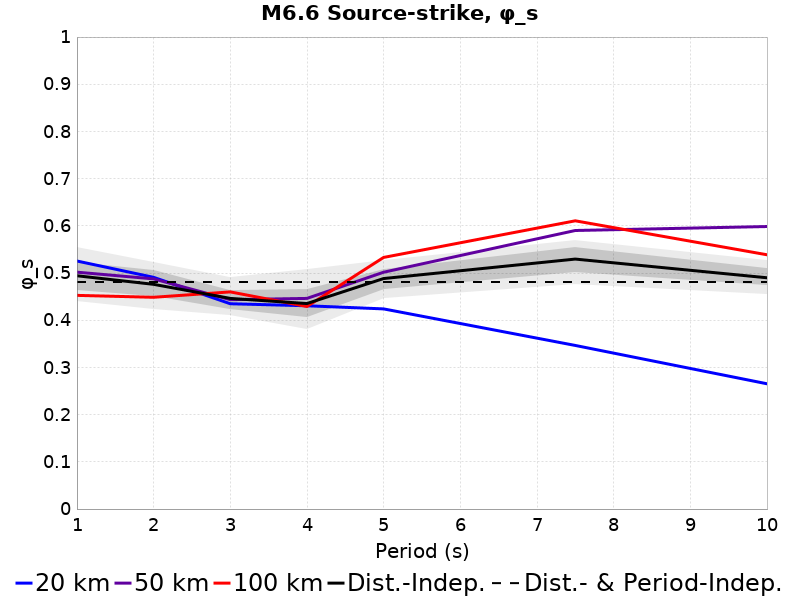 M6.6 Source-strike, φ_s
1
0.9
0.8
0.7
0.6
0.5
0.4
0.3
0.2
0.1
0
φ_s
1 2 3 4 5 6 7 8 9 10
Period (s)
20 km 50 km 100 km Dist.-Indep. Dist.- & Period-Indep.